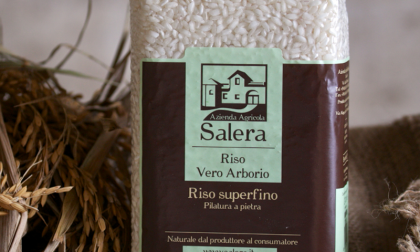 Azienda Agricola
Salera
Riso
Vero Arborio
Riso superfino
Pilatura a pietra
Naturale dal produttore al consumatore